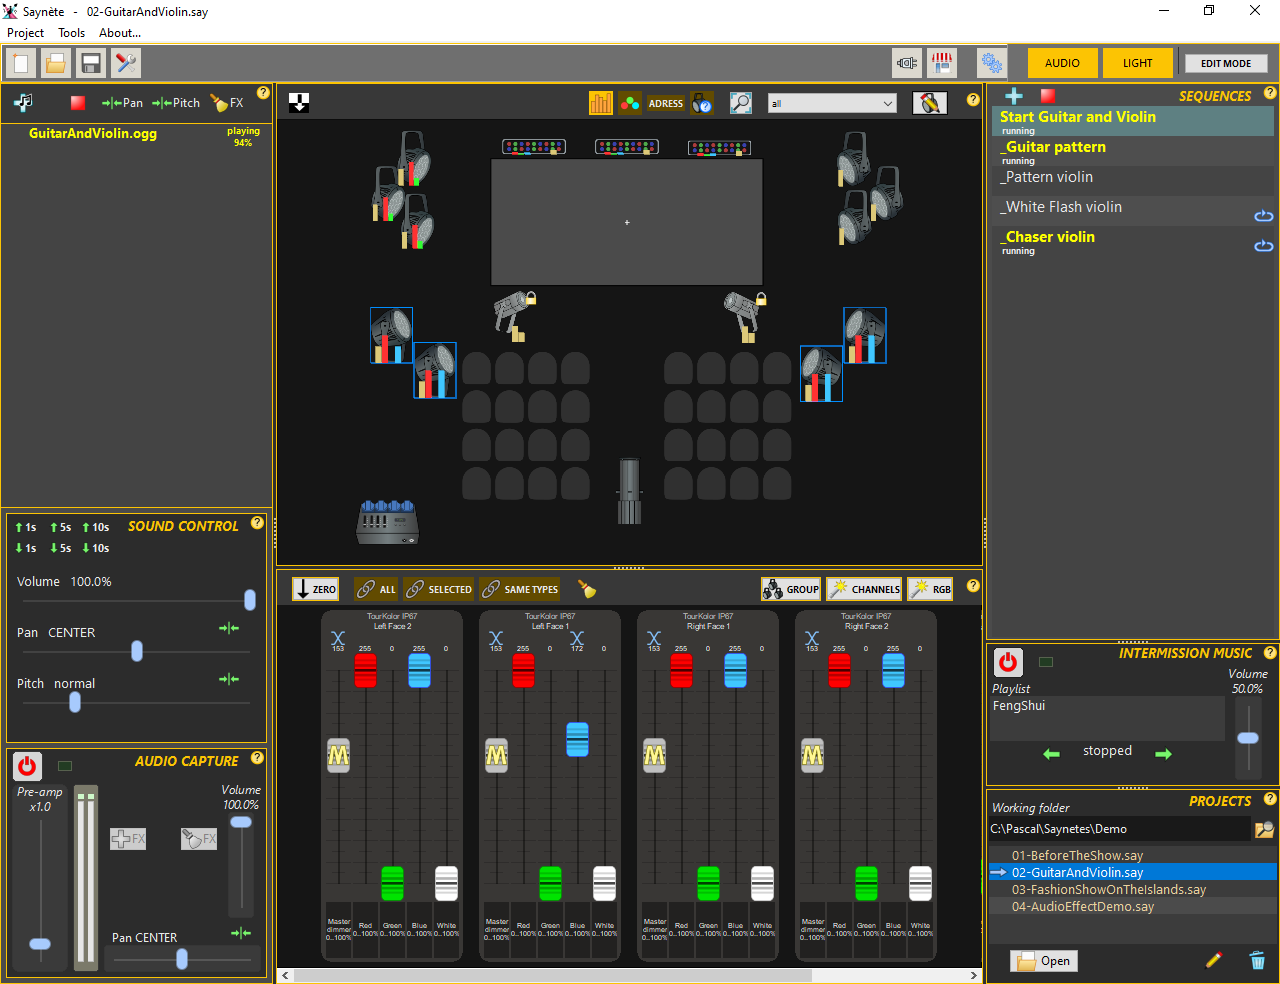 Saynète - 02-GuitarAndViolin.say
Project Tools About...
AUDIO LIGHT EDIT MODE
Pan Pitch FX ?
GuitarAndViolin.ogg playing
94%
ADRESS all ?
SEQUENCES ?
Start Guitar and Violin
running
_Guitar pattern
running
_Pattern violin
_White Flash violin
_Chaser violin
running
1s 5s 10s SOUND CONTROL ?
1s 5s 10s
Volume 100.0%
Pan CENTER
Pitch normal
AUDIO CAPTURE ?
Pre-amp
x1.0
Volume
100.0%
FX FX
Pan CENTER
ZERO ALL SELECTED SAME TYPES GROUP CHANNELS RGB ?
TourKolor IP67
Left Face 2
153 255 0 255 0
M
Master dimmer 0..100%
Red 0..100%
Green 0..100%
Blue 0..100%
White 0..100%
TourKolor IP67
Left Face 1
153 255 0 172 0
M
Master dimmer 0..100%
Red 0..100%
Green 0..100%
Blue 0..100%
White 0..100%
TourKolor IP67
Right Face 1
153 255 0 255 0
M
Master dimmer 0..100%
Red 0..100%
Green 0..100%
Blue 0..100%
White 0..100%
TourKolor IP67
Right Face 2
153 255 0 255 0
M
Master dimmer 0..100%
Red 0..100%
Green 0..100%
Blue 0..100%
White 0..100%
INTERMISSION MUSIC ?
Volume
50.0%
Playlist
FengShui
stopped
PROJECTS ?
Working folder
C:\Pascal\Saynetes\Demo
01-BeforeTheShow.say
02-GuitarAndViolin.say
03-FashionShowOnTheIslands.say
04-AudioEffectDemo.say
Open